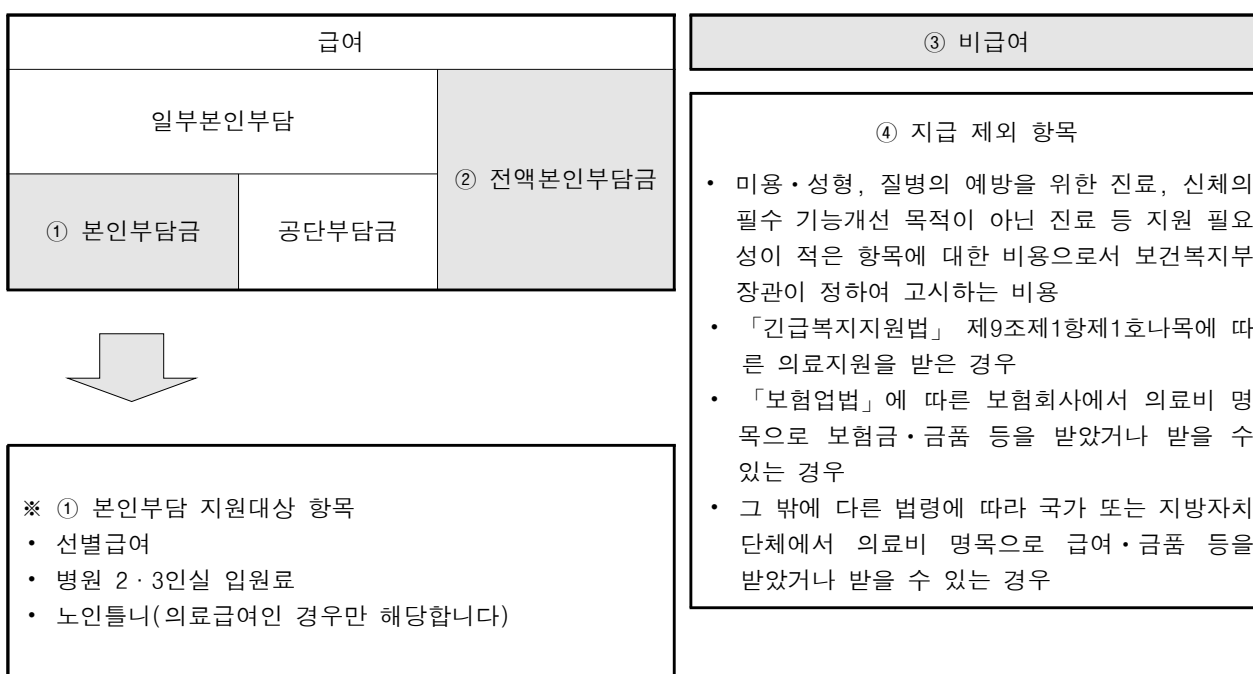 급여
일부본인부담
② 전액본인부담금
① 본인부담금
공단부담금
※ ① 본인부담 지원대상 항목
• 선별급여
• 병원 2·3인실 입원료
• 노인틀니(의료급여인 경우만 해당합니다)
③ 비급여
④ 지급 제외 항목
• 미용·성형, 질병의 예방을 위한 진료, 신체의
필수 기능개선 목적이 아닌 진료 등 지원 필요
성이 적은 항목에 대한 비용으로서 보건복지부
장관이 정하여 고시하는 비용
• 「긴급복지지원법」 제9조제1항제1호나목에 따
른 의료지원을 받은 경우
• 「보험업법」에 따른 보험회사에서 의료비 명
목으로 보험금·금품 등을 받았거나 받을 수
있는 경우
• 그 밖에 다른 법령에 따라 국가 또는 지방자치
단체에서 의료비 명목으로 급여·금품 등을
받았거나 받을 수 있는 경우